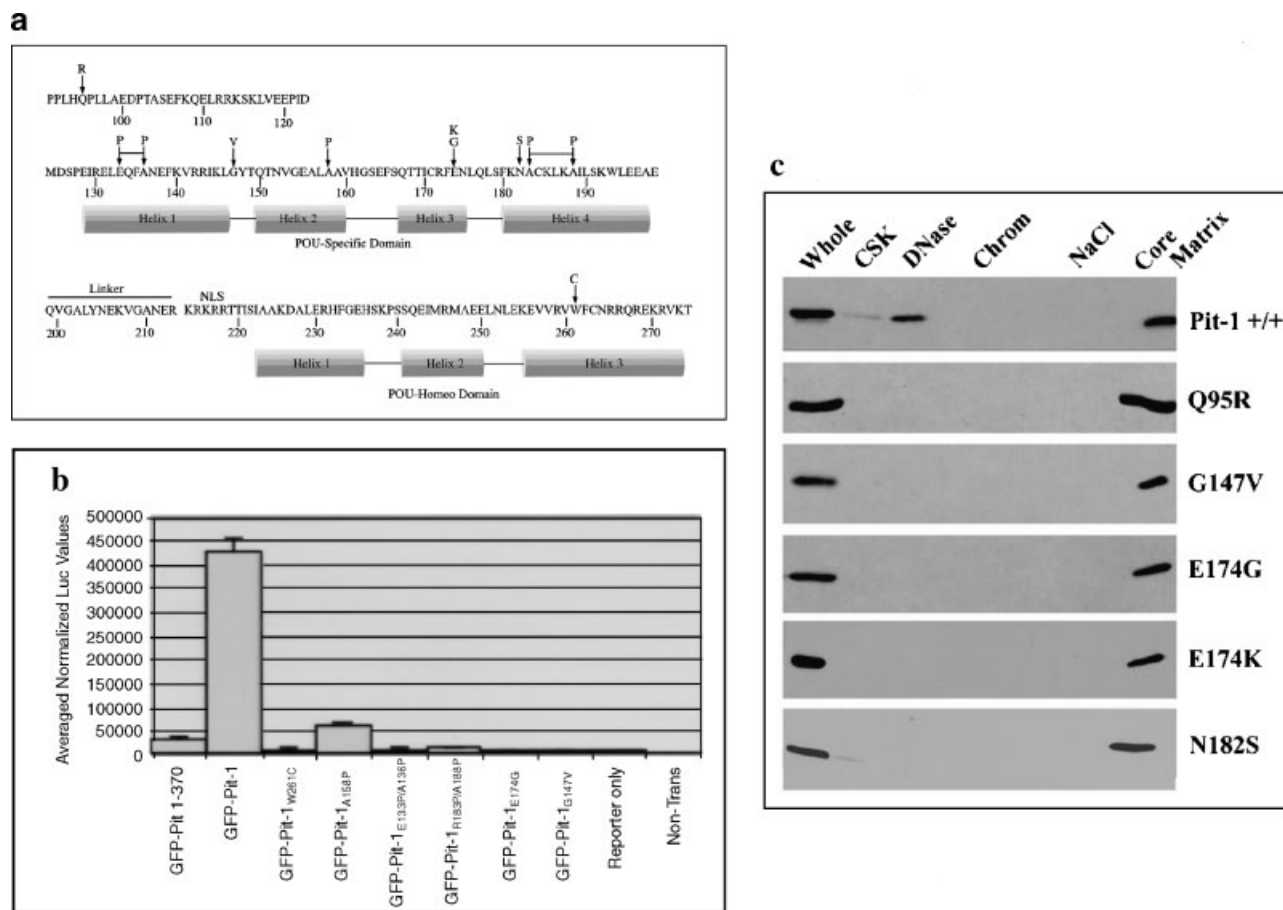 a
R
PPLHQPLLAEDPTASEFKQELRRKSKLVEEPID
100 110 120
P P V P K S P P
G
MDSPEIRELEQFANEFKVRRIKLGYTQTNVGEALAAVHGSEFSQTTICRFENLQLSFKNACKLKAILSKWLEEAE
130 140 150 160 170 180 190
Helix 1 Helix 2 Helix 3 Helix 4
POU-Specific Domain
Linker NLS C
QVGALYNEKVGANER KRKRRTTISIAAKDALERHFGEHSKPSSQEIMRMAEELNLEKEVVRVWFCNRRQREKRVKT
200 210 220 230 240 250 260 270
Helix 1 Helix 2 Helix 3
POU-Homeo Domain
b
Averaged Normalized Luc Values
500000
450000
400000
350000
300000
250000
200000
150000
100000
50000
0
GFP-Pit 1-370
GFP-Pit-1
GFP-Pit-1W261C
GFP-Pit-1A158P
GFP-Pit-1E133P/A136P
GFP-Pit-1R183P/A188P
GFP-Pit-1E174G
GFP-Pit-1G147V
Reporter only
Non-Trans
c
Whole CSK DNase Chrom NaCl Core Matrix
Pit-1 +/+
Q95R
G147V
E174G
E174K
N182S